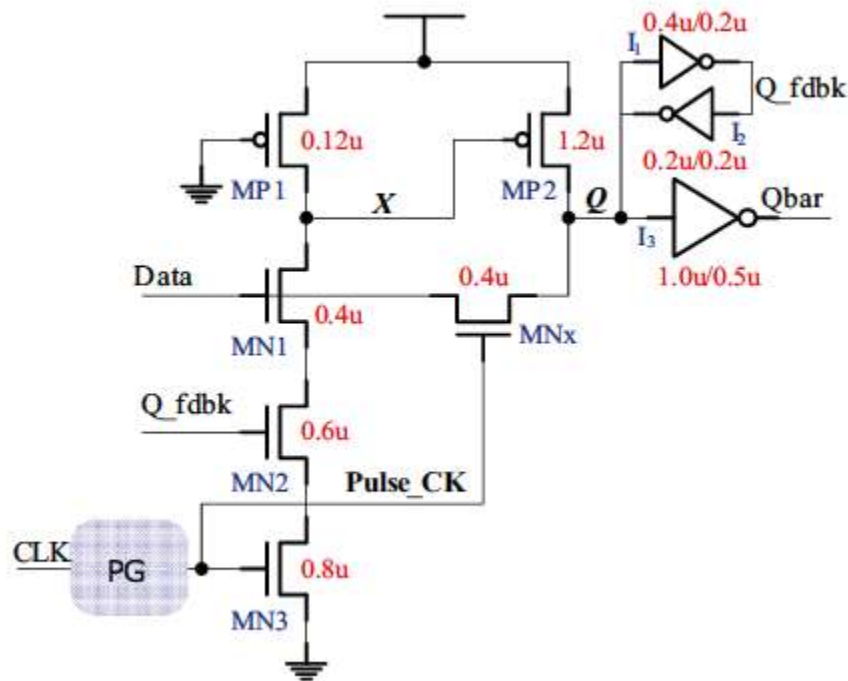 0.4u/0.2u
I1
Q_fdbk
0.12u
1.2u
I2
MP1
X
MP2
Q
0.2u/0.2u
Qbar
I3
Data
0.4u
0.4u
1.0u/0.5u
MN1
MNx
Q_fdbk
0.6u
MN2
Pulse_CK
CLK
PG
0.8u
MN3